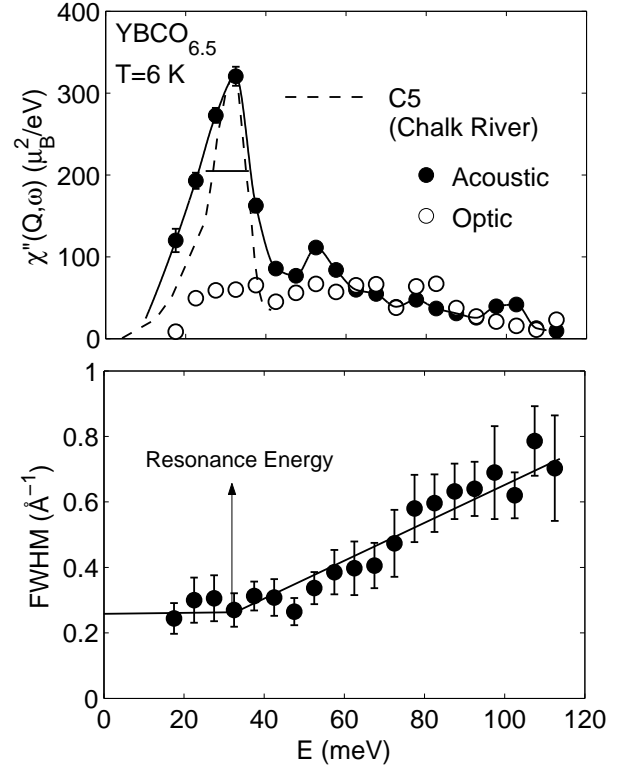 YBCO6.5
T=6 K
C5
(Chalk River)
Acoustic
Optic
χ"(Q,ω) (μB²/eV)
400
300
200
100
0
Resonance Energy
FWHM (Å⁻¹)
1
0.8
0.6
0.4
0.2
0
0 20 40 60 80 100 120
E (meV)